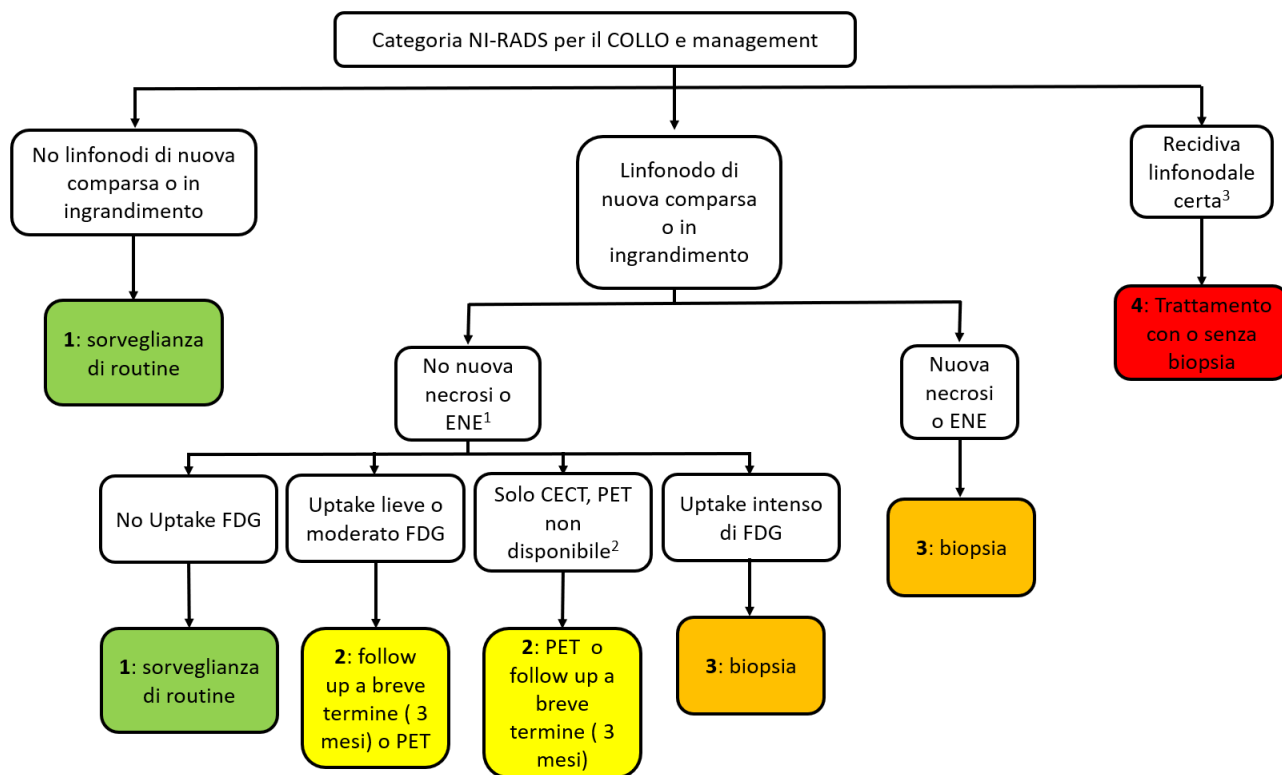 Categoria NI-RADS per il COLLO e management
No linfonodi di nuova
comparsa o in
ingrandimento
Linfonodo di
nuova comparsa
o in
ingrandimento
Recidiva
linfonodale
certa³
1: sorveglianza
di routine
4: Trattamento
con o senza
biopsia
No nuova
necrosi o
ENE¹
Nuova
necrosi
o ENE
No Uptake FDG
Uptake lieve o
moderato FDG
Solo CECT, PET
non
disponibile²
Uptake intenso
di FDG
3: biopsia
1: sorveglianza
di routine
2: follow
up a breve
termine ( 3
mesi) o PET
2: PET o
follow up a
breve
termine ( 3
mesi)
3: biopsia